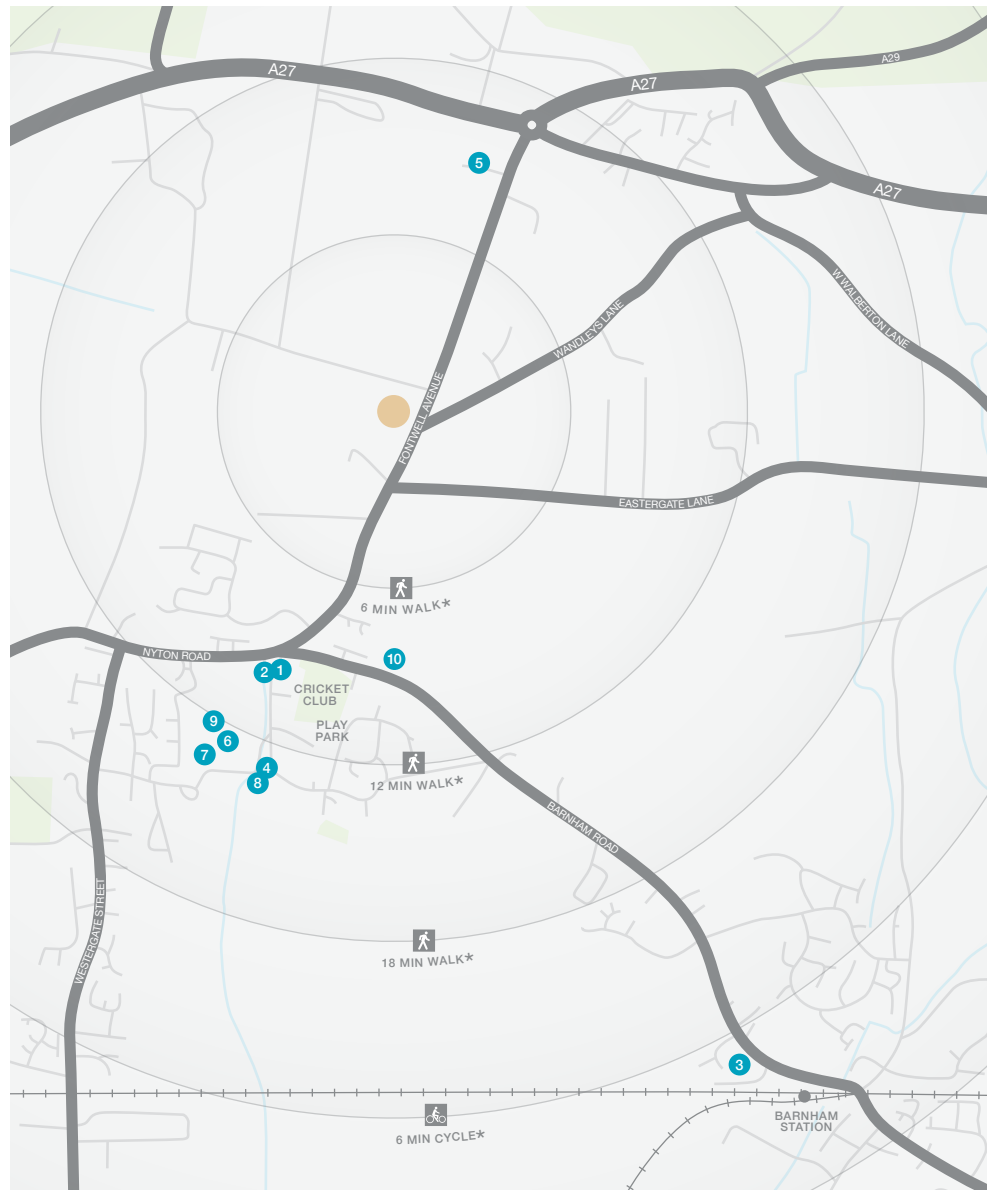 A27
A27
A29
5
A27
WANDLEYS LANE
W WALBERTON LANE
FONTWELL AVENUE
EASTERGATE LANE
6 MIN WALK*
NYTON ROAD
10
2
1
CRICKET
CLUB
9
PLAY
PARK
6
7
4
8
12 MIN WALK*
BARNHAM ROAD
WESTERGATE STREET
18 MIN WALK*
3
BARNHAM
STATION
6 MIN CYCLE*